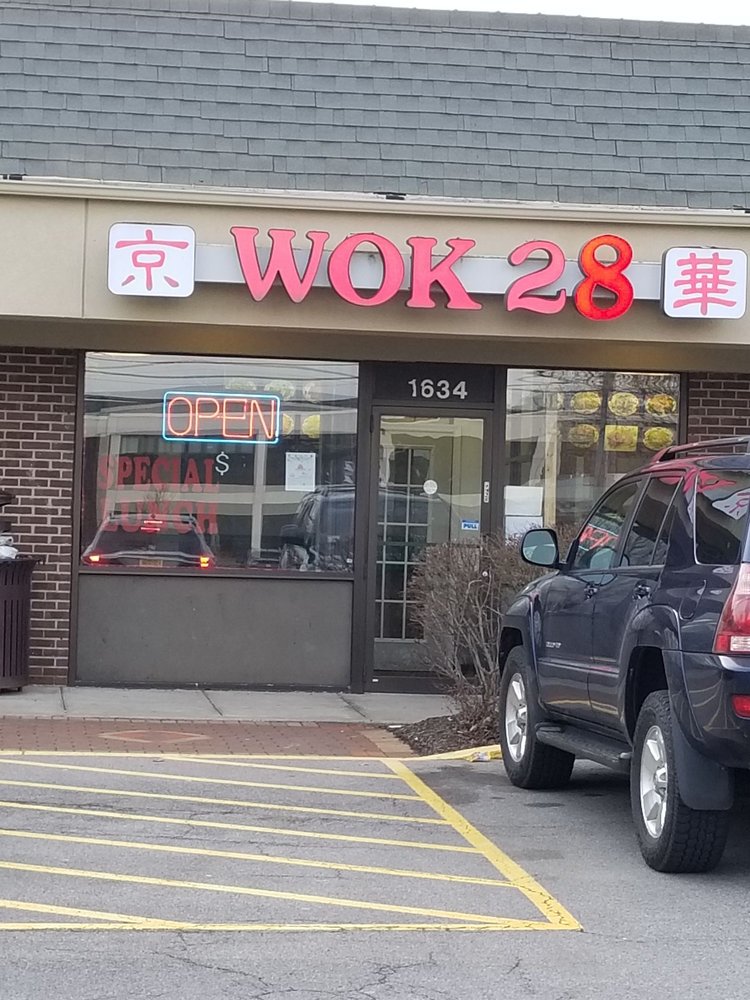 京 WOK 28 華
1634
OPEN
SPECIAL $
LUNCH
PULL